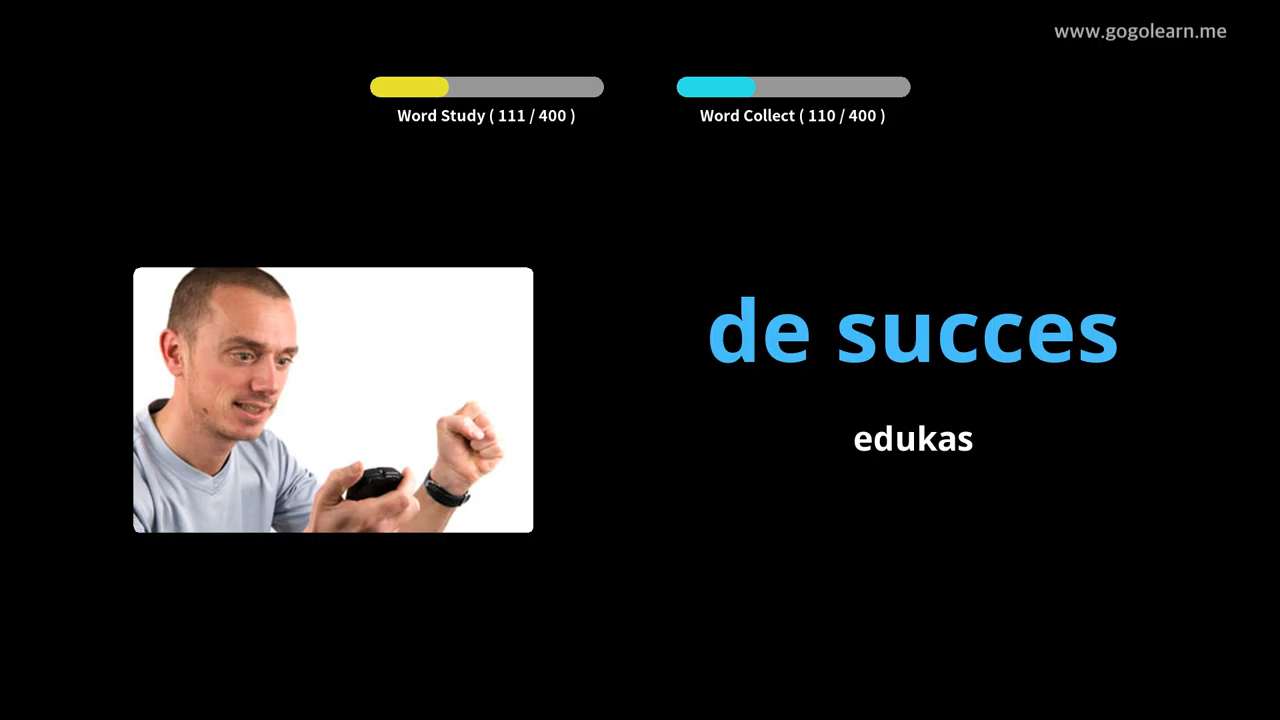 www.gogolearn.me
Word Study ( 111 / 400 )
Word Collect ( 110 / 400 )
de succes
edukas